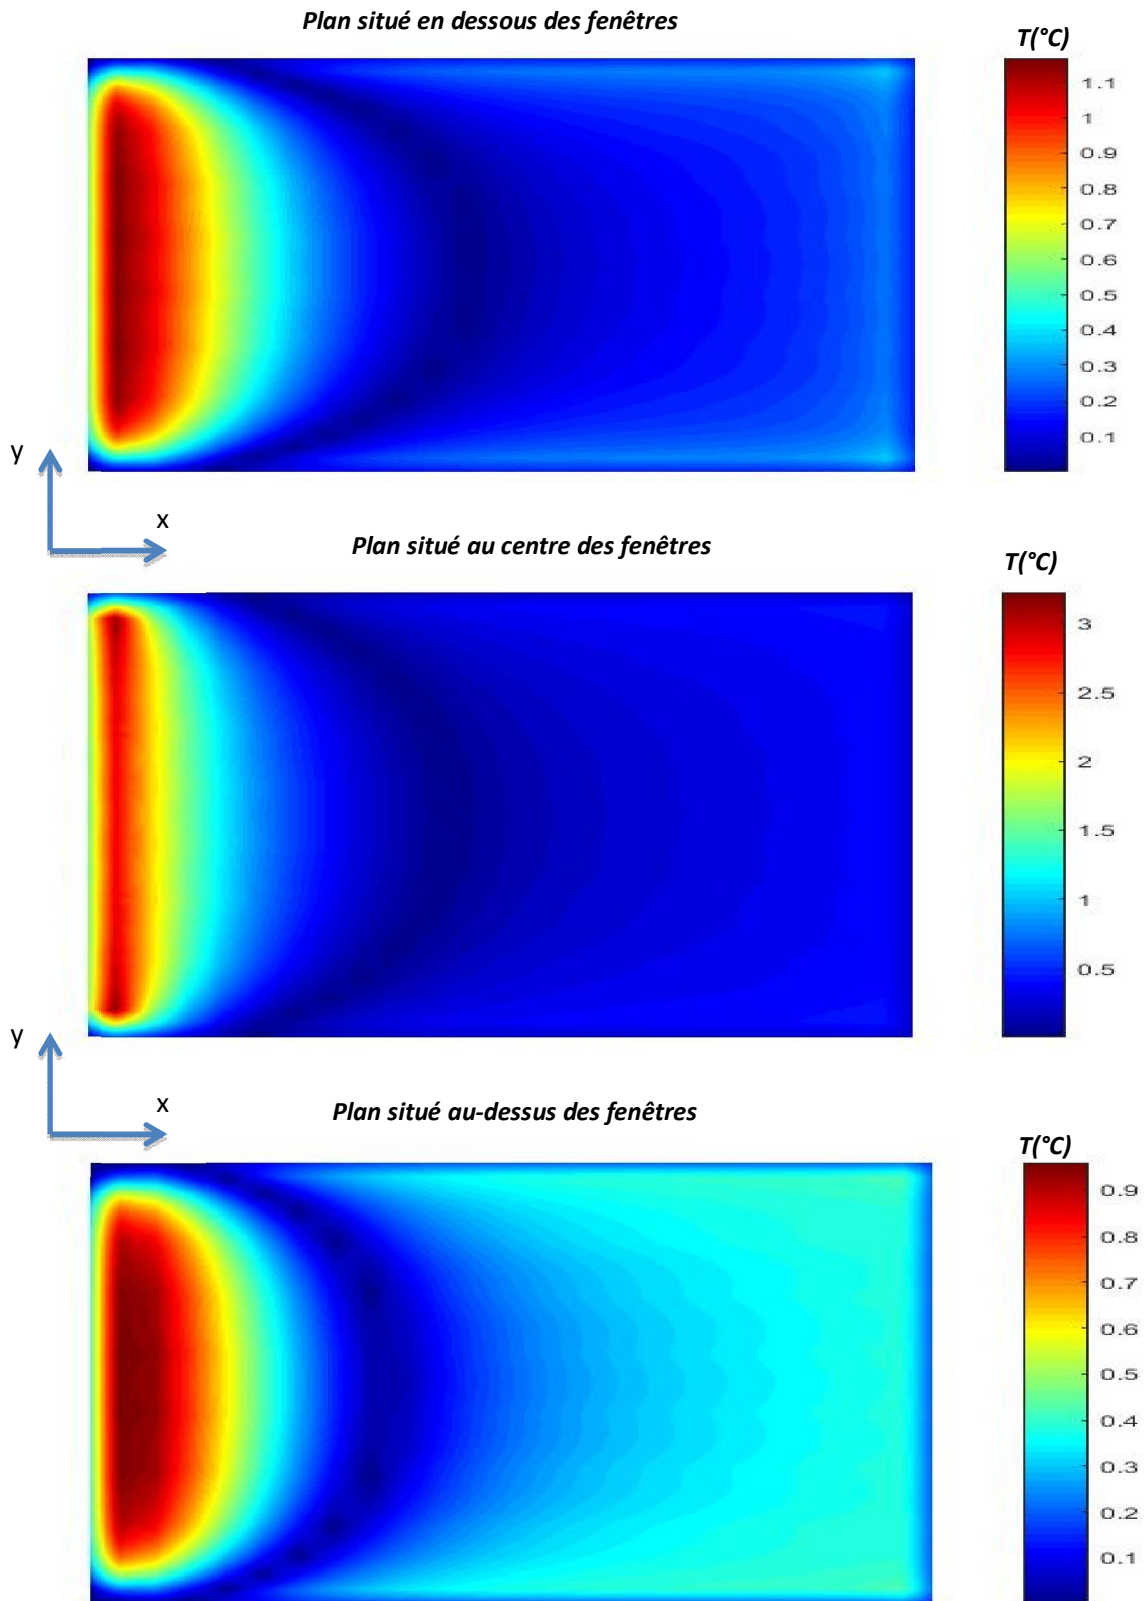 Plan situé en dessous des fenêtres
T(°C)
1.1
1
0.9
0.8
0.7
0.6
0.5
0.4
0.3
0.2
0.1
y
x
Plan situé au centre des fenêtres
T(°C)
3
2.5
2
1.5
1
0.5
y
x
Plan situé au-dessus des fenêtres
T(°C)
0.9
0.8
0.7
0.6
0.5
0.4
0.3
0.2
0.1